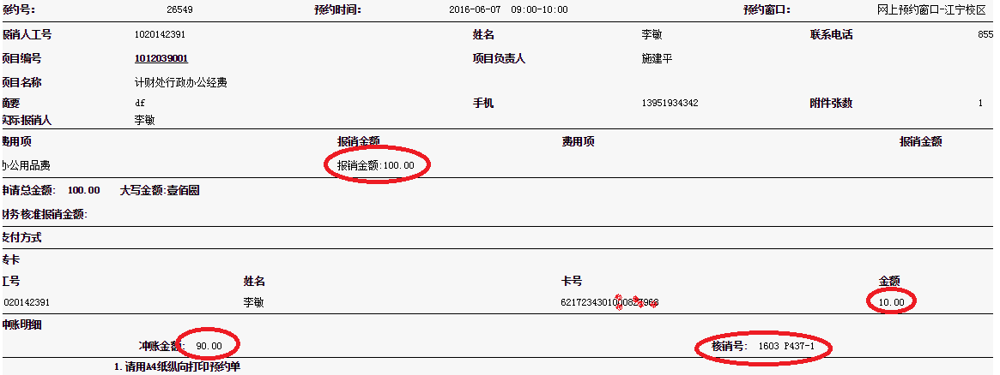 预约号: 26549 预约时间: 2016-06-07 09:00-10:00 预约窗口: 网上预约窗口-江宁校区
报销人工号 1020142391 姓名 李敏 联系电话 855
项目编号 1012039001 项目负责人 施建平
项目名称 计财处行政办公经费
摘要 df 手机 13951934342 附件张数 1
实际报销人 李敏
费用项 报销金额 费用项 报销金额
办公用品费 报销金额:100.00
申请总金额: 100.00 大写金额:壹佰圆
财务核准报销金额:
支付方式
转卡
工号 姓名 卡号 金额
020142391 李敏 10.00
冲账明细
冲账金额: 90.00 核销号: 1603 P437-1
1.请用A4纸纵向打印预约单